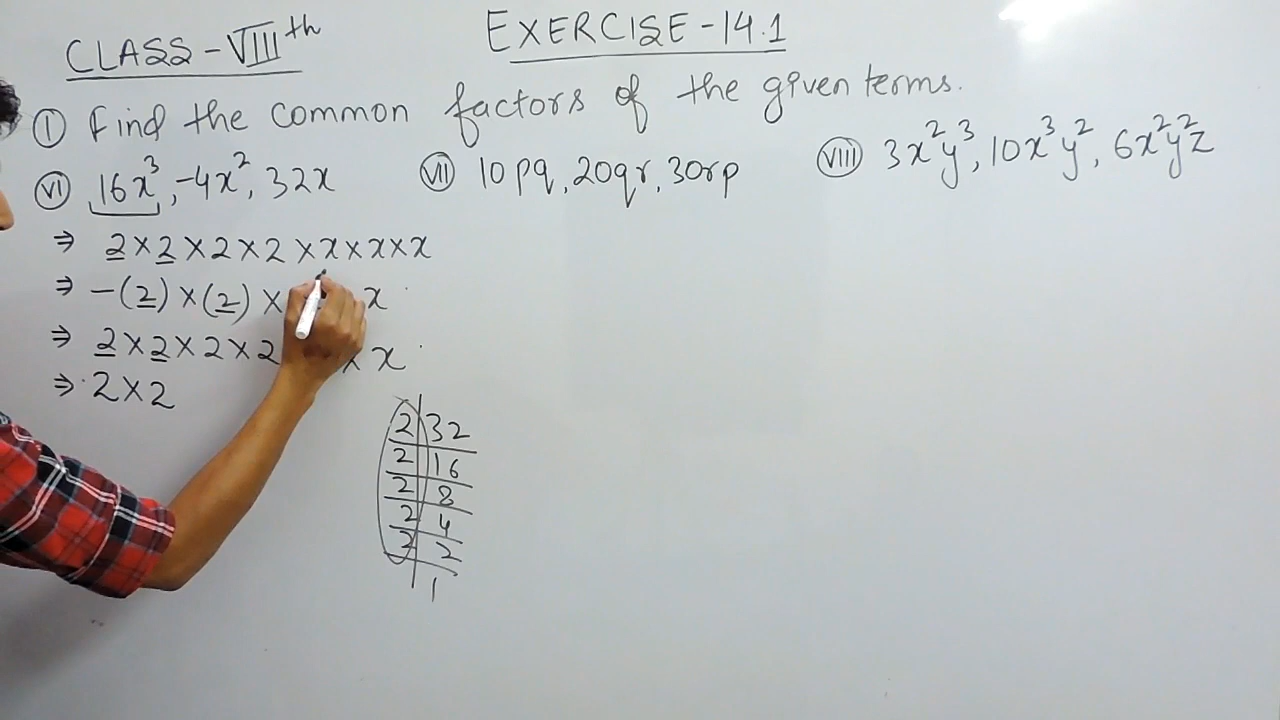 CLASS - VIIIth
EXERCISE - 14.1
① Find the common factors of the given terms.
(VI) 16x³, -4x², 32x
(VII) 10pq, 20qr, 30rp
(VIII) 3x²y³, 10x³y², 6x²y²z
⇒ 2×2×2×2×x×x×x
⇒ -(2)×(2)× x
⇒ 2×2×2×2 × x
⇒ 2×2
2 | 32
2 | 16
2 | 8
2 | 4
2 | 2
| 1